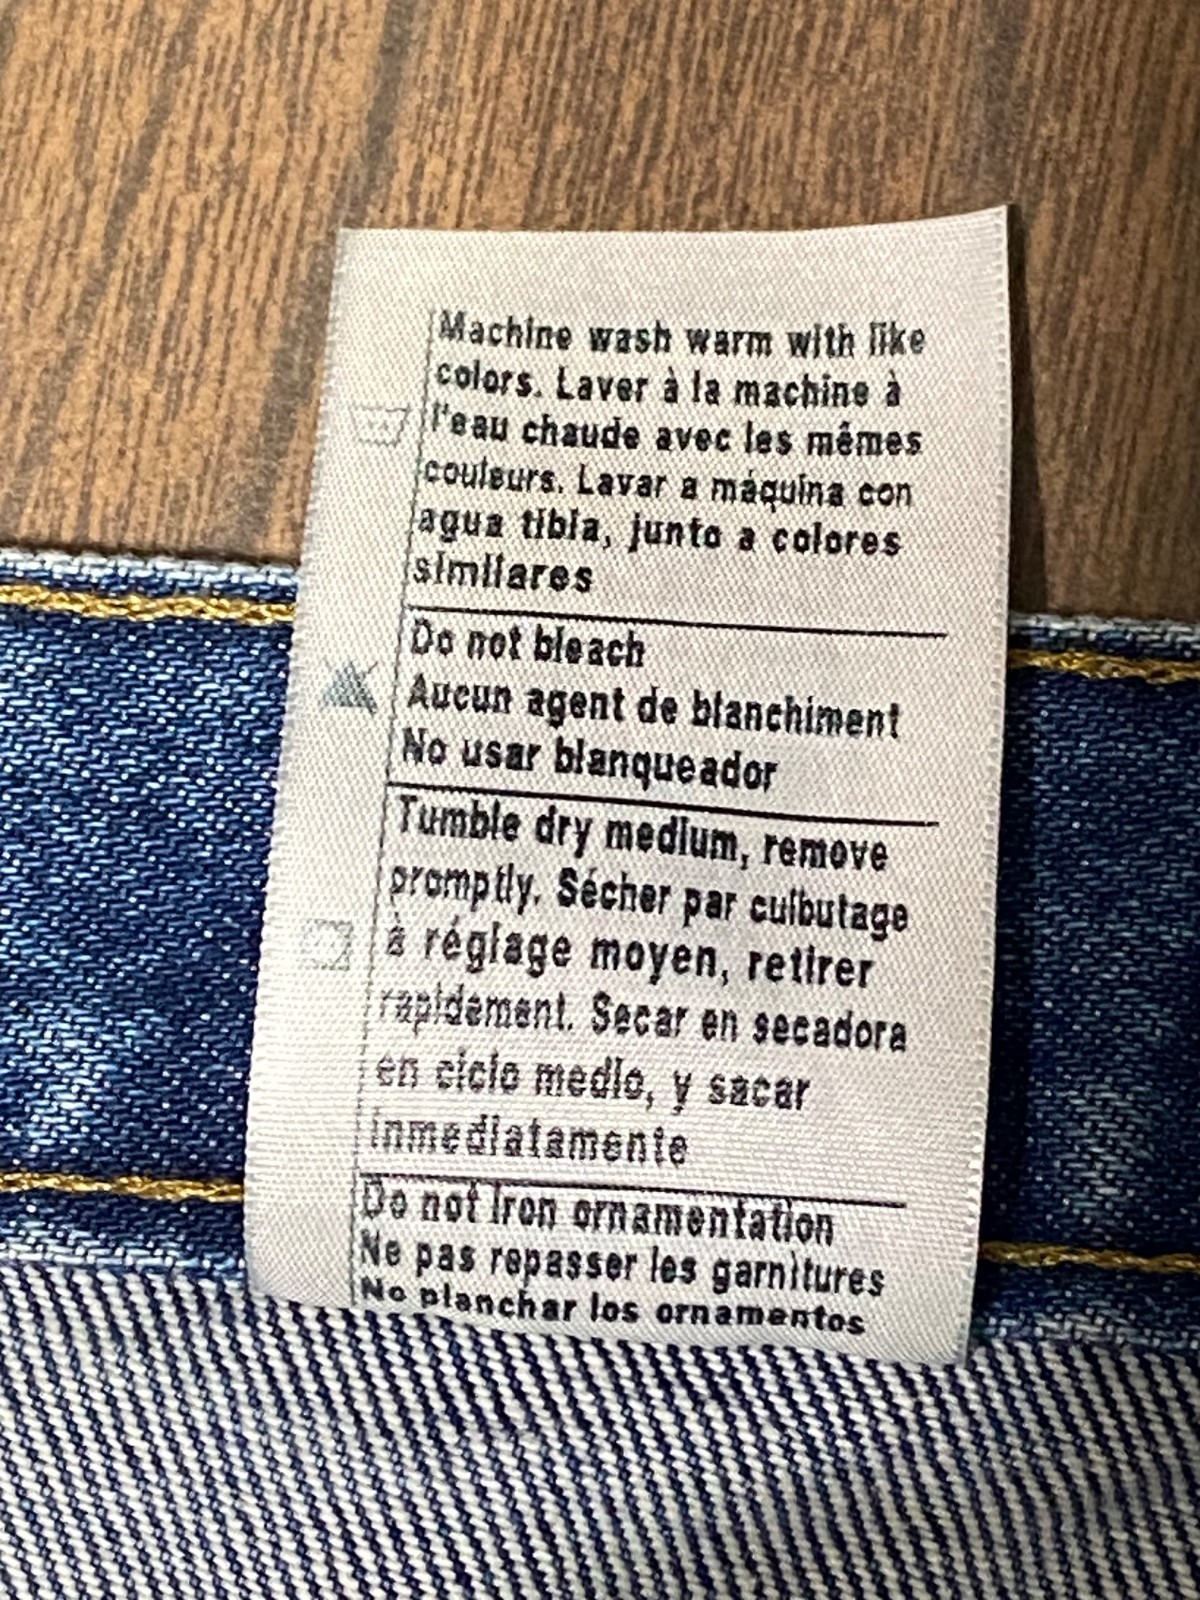 Machine wash warm with like
colors. Laver à la machine à
l'eau chaude avec les mêmes
couleurs. Lavar a máquina con
agua tibia, junto a colores
similares
Do not bleach
Aucun agent de blanchiment
No usar blanqueador
Tumble dry medium, remove
promptly. Sécher par culbutage
à réglage moyen, retirer
rapidement. Secar en secadora
en ciclo medio, y sacar
inmediatamente
Do not iron ornamentation
Ne pas repasser les garnitures
No planchar los ornamentos